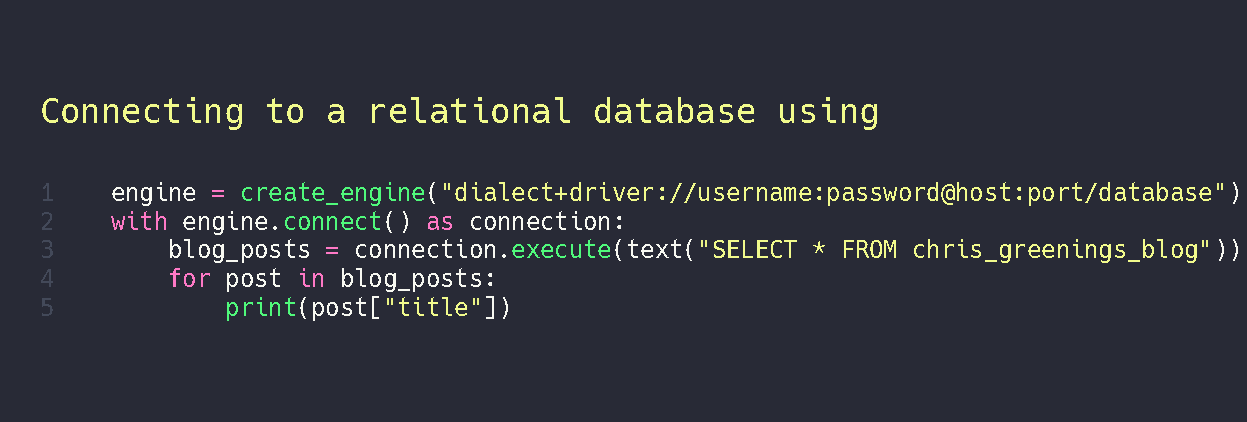 Connecting to a relational database using
1 engine = create_engine("dialect+driver://username:password@host:port/database")
2 with engine.connect() as connection:
3     blog_posts = connection.execute(text("SELECT * FROM chris_greenings_blog"))
4     for post in blog_posts:
5         print(post["title"])